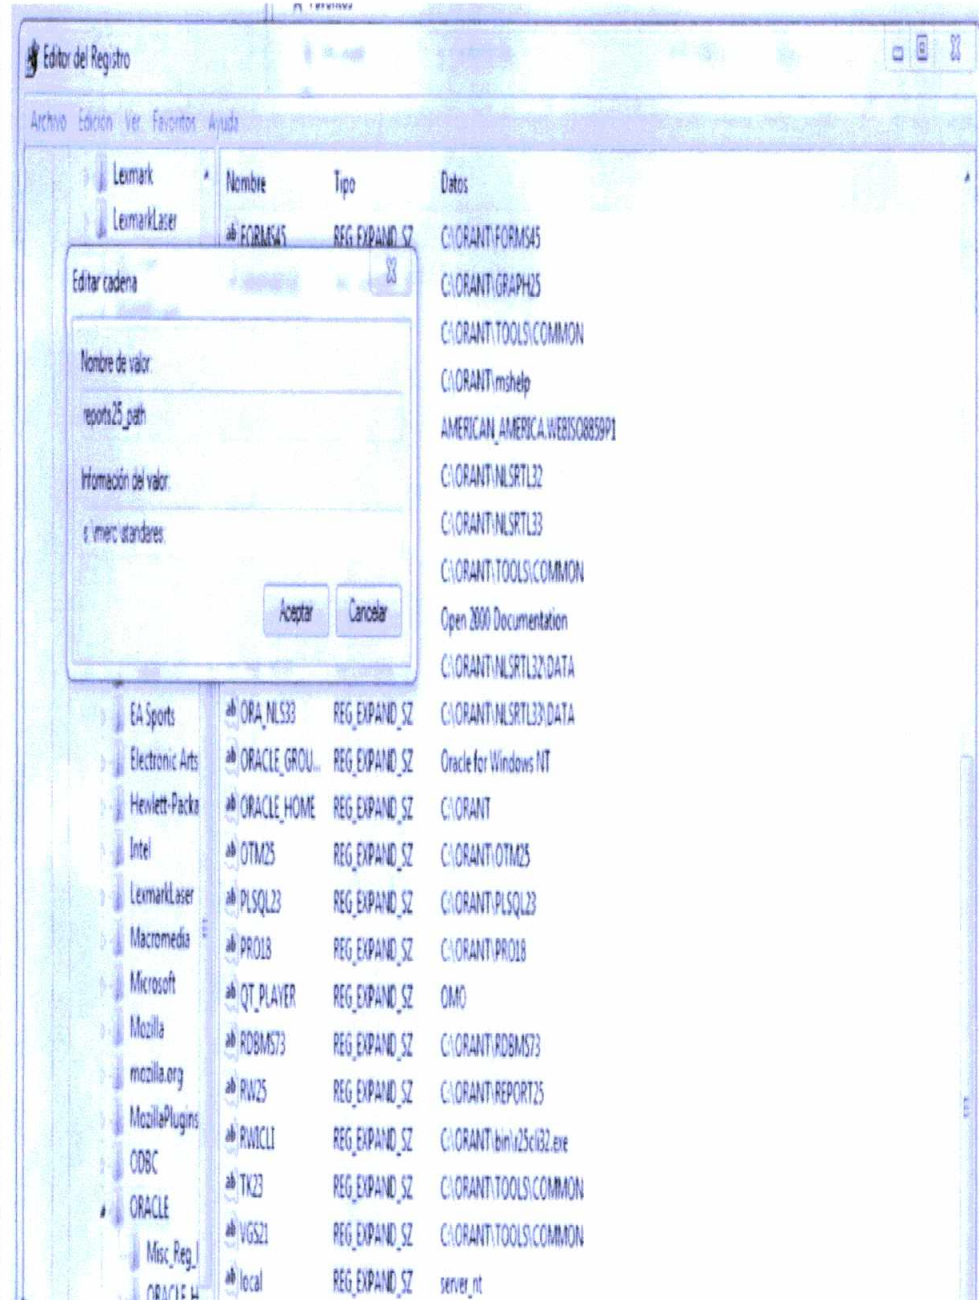 Favoritos
Editor del Registro
Archivo Edición Ver Favoritos Ayuda
Lexmark
LexmarkLaser
Nombre Tipo Datos
FORMS45 REG_EXPAND_SZ C:\ORANT\FORMS45
C:\ORANT\GRAPH25
C:\ORANT\TOOLS\COMMON
C:\ORANT\mshelp
AMERICAN_AMERICA.WE8ISO8859P1
C:\ORANT\NLSRTL32
C:\ORANT\NLSRTL33
C:\ORANT\TOOLS\COMMON
Open 2000 Documentation
C:\ORANT\NLSRTL32\DATA
Editar cadena
Nombre de valor:
reports25_path
Información del valor:
s:\merc\standares;
Aceptar Cancelar
EA Sports
Electronic Arts
Hewlett-Packa
Intel
LexmarkLaser
Macromedia
Microsoft
Mozilla
mozilla.org
MozillaPlugins
ODBC
ORACLE
Misc_Reg_
ORACLE_H
ORA_NLS33 REG_EXPAND_SZ C:\ORANT\NLSRTL33\DATA
ORACLE_GROU... REG_EXPAND_SZ Oracle for Windows NT
ORACLE_HOME REG_EXPAND_SZ C:\ORANT
OTM25 REG_EXPAND_SZ C:\ORANT\OTM25
PLSQL23 REG_EXPAND_SZ C:\ORANT\PLSQL23
PRO18 REG_EXPAND_SZ C:\ORANT\PRO18
QT_PLAYER REG_EXPAND_SZ OMO
RDBMS73 REG_EXPAND_SZ C:\ORANT\RDBMS73
RW25 REG_EXPAND_SZ C:\ORANT\REPORT25
RWICLI REG_EXPAND_SZ C:\ORANT\bin\r25cli32.exe
TK23 REG_EXPAND_SZ C:\ORANT\TOOLS\COMMON
VGS21 REG_EXPAND_SZ C:\ORANT\TOOLS\COMMON
local REG_EXPAND_SZ server_nt